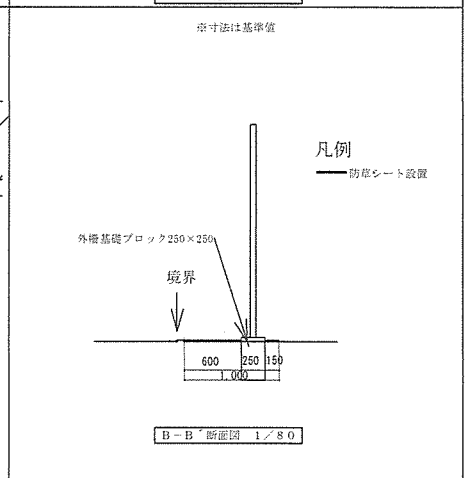 ※寸法は基準値
凡例
防草シート設置
外柵基礎ブロック250×250
境界
600 250 150
1,000
B－B´断面図 1／80